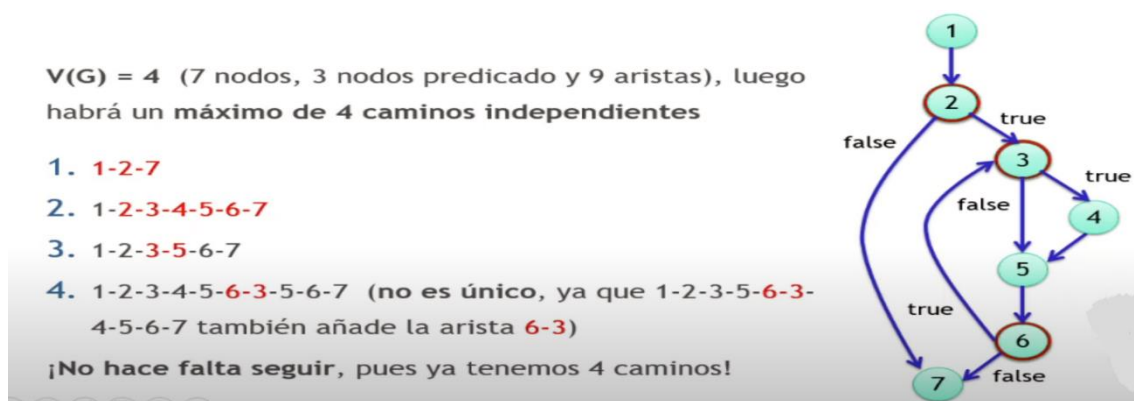 V(G) = 4 (7 nodos, 3 nodos predicado y 9 aristas), luego
habrá un máximo de 4 caminos independientes
1. 1-2-7
2. 1-2-3-4-5-6-7
3. 1-2-3-5-6-7
4. 1-2-3-4-5-6-3-5-6-7 (no es único, ya que 1-2-3-5-6-3-
4-5-6-7 también añade la arista 6-3)
¡No hace falta seguir, pues ya tenemos 4 caminos!
1
2
true
false
3
true
false
4
5
true
6
false
7